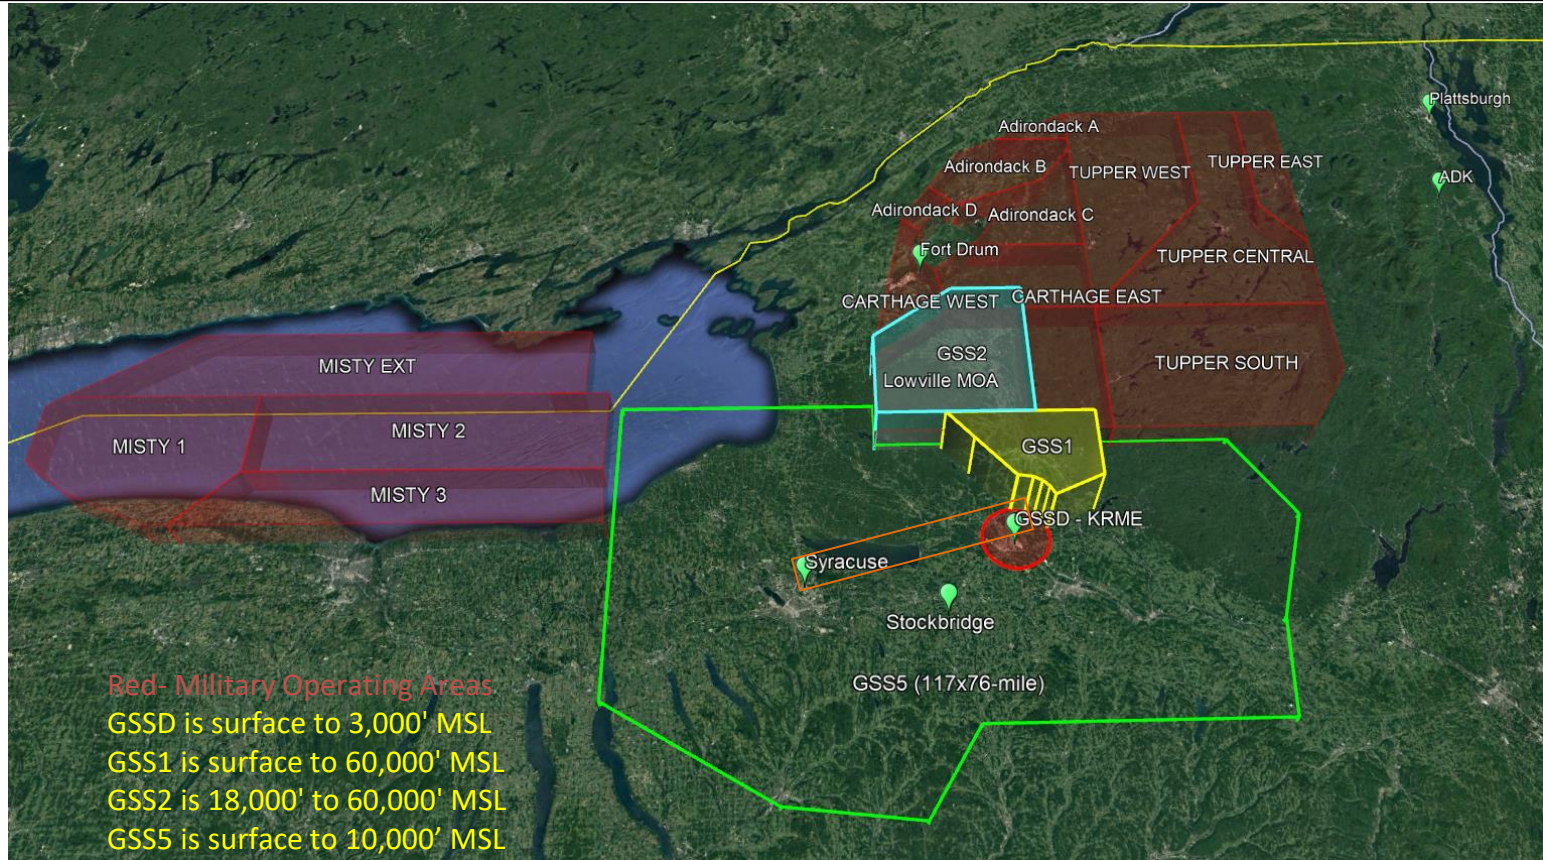 Plattsburgh
Adirondack A
Adirondack B
TUPPER WEST
TUPPER EAST
ADK
Adirondack D
Adirondack C
Fort Drum
TUPPER CENTRAL
CARTHAGE WEST
CARTHAGE EAST
GSS2
Lowville MOA
TUPPER SOUTH
MISTY EXT
MISTY 1
MISTY 2
GSS1
MISTY 3
GSSD - KRME
Syracuse
Stockbridge
GSS5 (117x76-mile)
Red- Military Operating Areas
GSSD is surface to 3,000' MSL
GSS1 is surface to 60,000' MSL
GSS2 is 18,000' to 60,000' MSL
GSS5 is surface to 10,000’ MSL